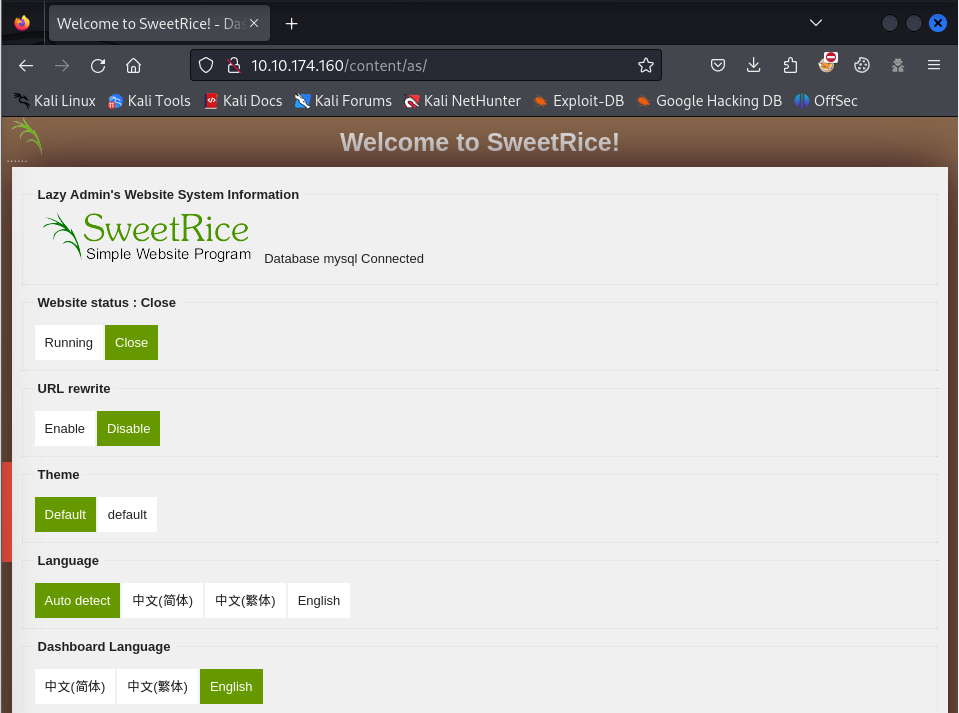 Welcome to SweetRice! - Das
10.10.174.160/content/as/
Kali Linux Kali Tools Kali Docs Kali Forums Kali NetHunter Exploit-DB Google Hacking DB OffSec
......
Welcome to SweetRice!
Lazy Admin's Website System Information
SweetRice
Simple Website Program
Database mysql Connected
Website status : Close
Running Close
URL rewrite
Enable Disable
Theme
Default default
Language
Auto detect 中文(简体) 中文(繁体) English
Dashboard Language
中文(简体) 中文(繁体) English